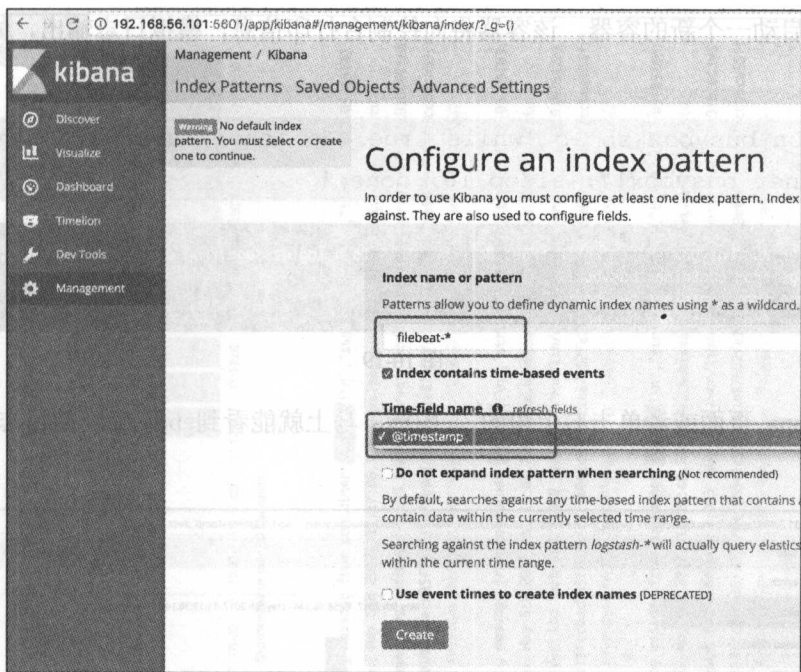 192.168.56.101:5601/app/kibana#/management/kibana/index/?_g=()
kibana
Discover
Visualize
Dashboard
Timelion
Dev Tools
Management
Management / Kibana
Index Patterns Saved Objects Advanced Settings
Warning No default index
pattern. You must select or create
one to continue.
Configure an index pattern
In order to use Kibana you must configure at least one index pattern. Index
against. They are also used to configure fields.
Index name or pattern
Patterns allow you to define dynamic index names using * as a wildcard.
filebeat-*
Index contains time-based events
Time-field name refresh fields
✓ @timestamp
Do not expand index pattern when searching (Not recommended)
By default, searches against any time-based index pattern that contains a
contain data within the currently selected time range.
Searching against the index pattern logstash-* will actually query elastics
within the current time range.
Use event times to create index names [DEPRECATED]
Create